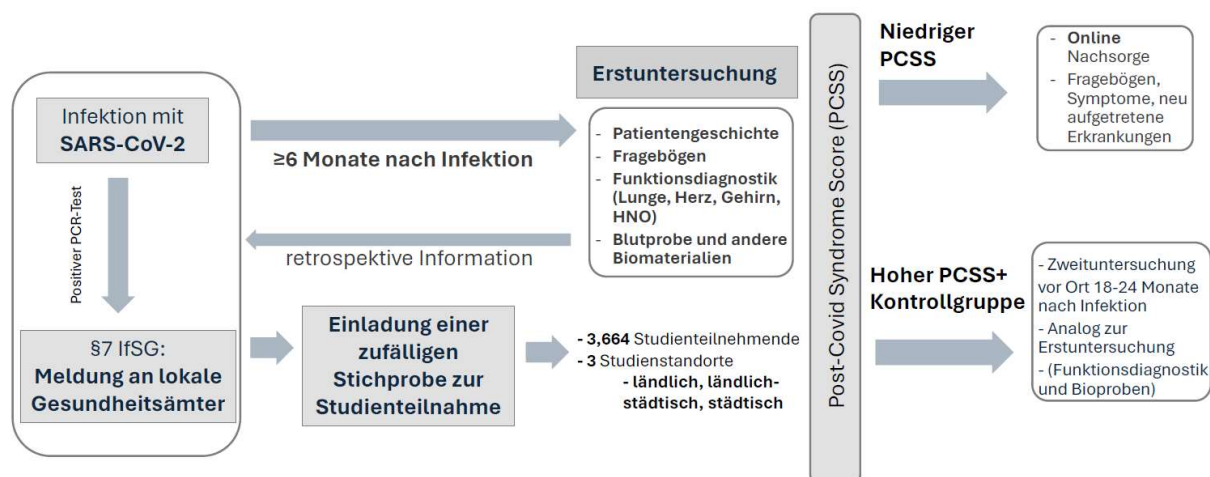 Infektion mit
SARS-CoV-2
Positiver PCR-Test
§7 IfSG:
Meldung an lokale
Gesundheitsämter
≥6 Monate nach Infektion
retrospektive Information
Einladung einer
zufälligen
Stichprobe zur
Studienteilnahme
Erstuntersuchung
- Patientengeschichte
- Fragebögen
- Funktionsdiagnostik
(Lunge, Herz, Gehirn,
HNO)
- Blutprobe und andere
Biomaterialien
- 3,664 Studienteilnehmende
- 3 Studienstandorte
- ländlich, ländlich-
städtisch, städtisch
Post-Covid Syndrome Score (PCSS)
Niedriger
PCSS
- Online
Nachsorge
- Fragebögen,
Symptome, neu
aufgetretene
Erkrankungen
Hoher PCSS+
Kontrollgruppe
- Zweituntersuchung
vor Ort 18-24 Monate
nach Infektion
- Analog zur
Erstuntersuchung
- (Funktionsdiagnostik
und Bioproben)